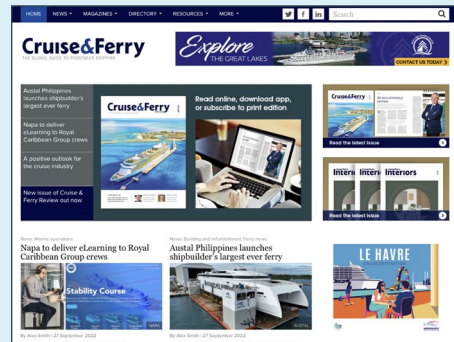 HOME NEWS MAGAZINES DIRECTORY RESOURCES MORE Search
Cruise&Ferry
THE GLOBAL GUIDE TO PASSENGER SHIPPING
Explore
THE GREAT LAKES
CONTACT US TODAY
Austal Philippines
launches shipbuilder's
largest ever ferry
Napa to deliver
eLearning to Royal
Caribbean Group crews
A positive outlook for
the cruise industry
New issue of Cruise &
Ferry Review out now
Cruise&Ferry
Read online, download app,
or subscribe to print edition
Cruise&Ferry
Read the latest issue
Interiors
Read the latest issue
News, Marine operations
Napa to deliver eLearning to Royal
Caribbean Group crews
Stability Course
NAPA
By Alex Smith | 27 September 2022
News, Building and refurbishment, Ferry news
Austal Philippines launches
shipbuilder's largest ever ferry
AUSTAL
By Alex Smith | 27 September 2022
LE HAVRE